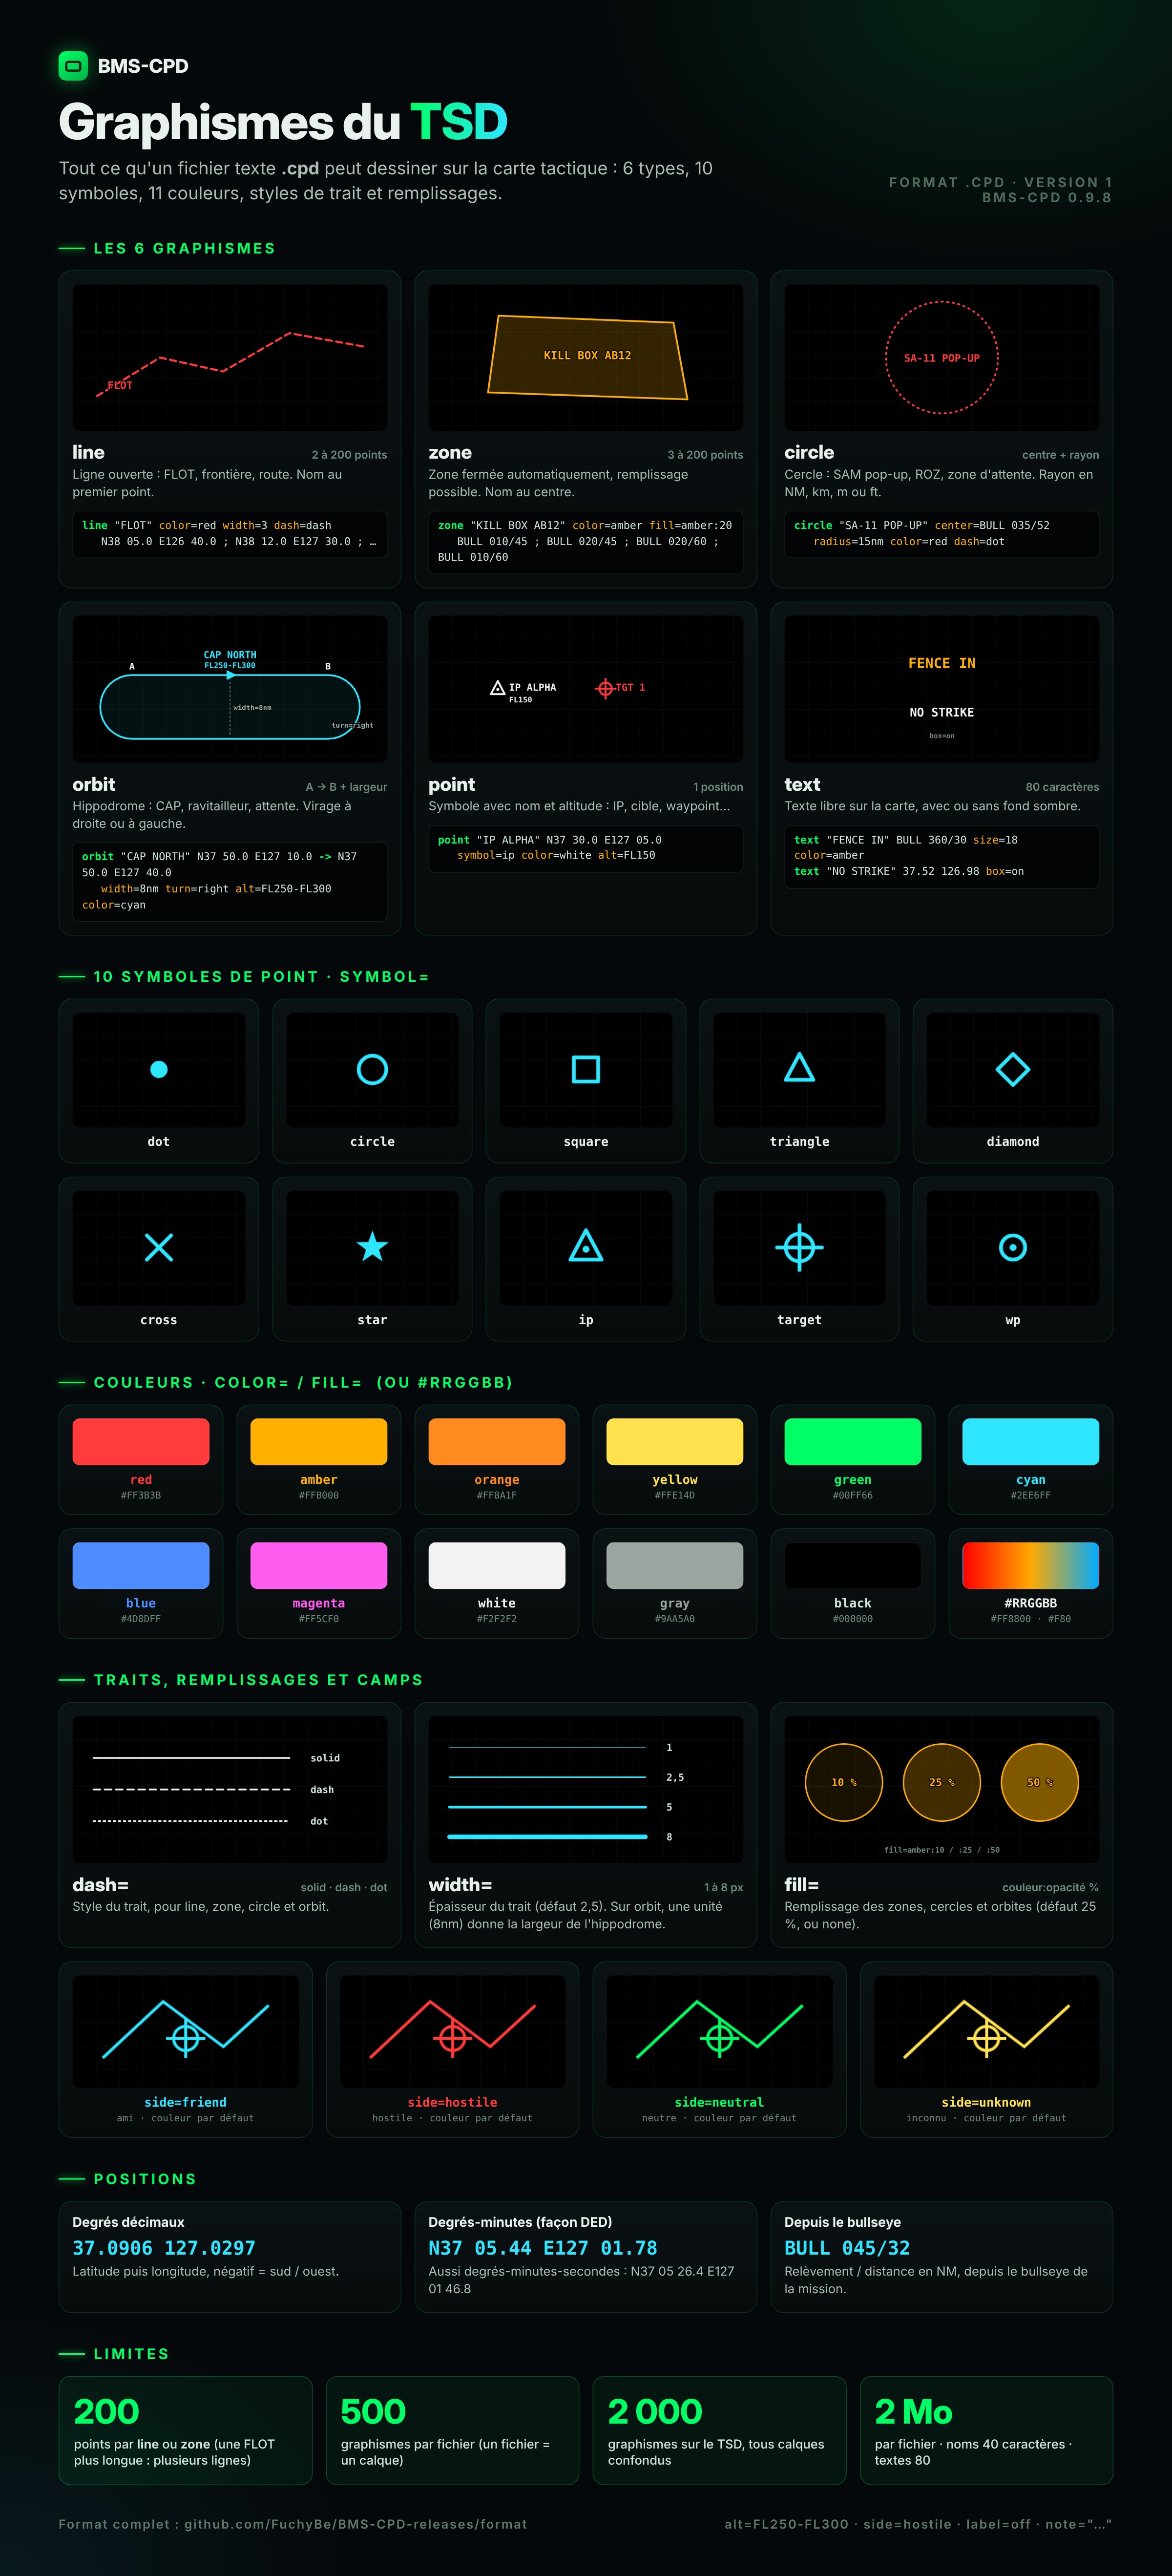 BMS-CPD
Graphismes du TSD
Tout ce qu'un fichier texte .cpd peut dessiner sur la carte tactique : 6 types, 10
symboles, 11 couleurs, styles de trait et remplissages.
FORMAT .CPD · VERSION 1
BMS-CPD 0.9.8
LES 6 GRAPHISMES
FLOT
line
2 à 200 points
Ligne ouverte : FLOT, frontière, route. Nom au
premier point.
line "FLOT" color=red width=3 dash=dash
N38 05.0 E126 40.0 ; N38 12.0 E127 30.0 ; …
KILL BOX AB12
zone
3 à 200 points
Zone fermée automatiquement, remplissage
possible. Nom au centre.
zone "KILL BOX AB12" color=amber fill=amber:20
BULL 010/45 ; BULL 020/45 ; BULL 020/60 ;
BULL 010/60
SA-11 POP-UP
circle
centre + rayon
Cercle : SAM pop-up, ROZ, zone d'attente. Rayon en
NM, km, m ou ft.
circle "SA-11 POP-UP" center=BULL 035/52
radius=15nm color=red dash=dot
CAP NORTH
FL250-FL300
A
B
width=8nm
turn=right
orbit
A → B + largeur
Hippodrome : CAP, ravitailleur, attente. Virage à
droite ou à gauche.
orbit "CAP NORTH" N37 50.0 E127 10.0 -> N37
50.0 E127 40.0
width=8nm turn=right alt=FL250-FL300
color=cyan
IP ALPHA
FL150
TGT 1
point
1 position
Symbole avec nom et altitude : IP, cible, waypoint…
point "IP ALPHA" N37 30.0 E127 05.0
symbol=ip color=white alt=FL150
FENCE IN
NO STRIKE
box=on
text
80 caractères
Texte libre sur la carte, avec ou sans fond sombre.
text "FENCE IN" BULL 360/30 size=18
color=amber
text "NO STRIKE" 37.52 126.98 box=on
10 SYMBOLES DE POINT · SYMBOL=
dot
circle
square
triangle
diamond
cross
star
ip
target
wp
COULEURS · COLOR= / FILL= (OU #RRGGBB)
red
#FF3B3B
amber
#FFB000
orange
#FF8A1F
yellow
#FFE14D
green
#00FF66
cyan
#2EE6FF
blue
#4D8DFF
magenta
#FF5CF0
white
#F2F2F2
gray
#9AA5A0
black
#000000
#RRGGBB
#FF8800 · #F80
TRAITS, REMPLISSAGES ET CAMPS
solid
dash
dot
dash=
solid · dash · dot
Style du trait, pour line, zone, circle et orbit.
1
2,5
5
8
width=
1 à 8 px
Épaisseur du trait (défaut 2,5). Sur orbit, une unité
(8nm) donne la largeur de l'hippodrome.
10 %
25 %
50 %
fill=amber:10 / :25 / :50
fill=
couleur:opacité %
Remplissage des zones, cercles et orbites (défaut 25
%, ou none).
side=friend
ami · couleur par défaut
side=hostile
hostile · couleur par défaut
side=neutral
neutre · couleur par défaut
side=unknown
inconnu · couleur par défaut
POSITIONS
Degrés décimaux
37.0906 127.0297
Latitude puis longitude, négatif = sud / ouest.
Degrés-minutes (façon DED)
N37 05.44 E127 01.78
Aussi degrés-minutes-secondes : N37 05 26.4 E127
01 46.8
Depuis le bullseye
BULL 045/32
Relèvement / distance en NM, depuis le bullseye de
la mission.
LIMITES
200
points par line ou zone (une FLOT
plus longue : plusieurs lignes)
500
graphismes par fichier (un fichier =
un calque)
2 000
graphismes sur le TSD, tous calques
confondus
2 Mo
par fichier · noms 40 caractères ·
textes 80
Format complet : github.com/FuchyBe/BMS-CPD-releases/format
alt=FL250-FL300 · side=hostile · label=off · note="…"